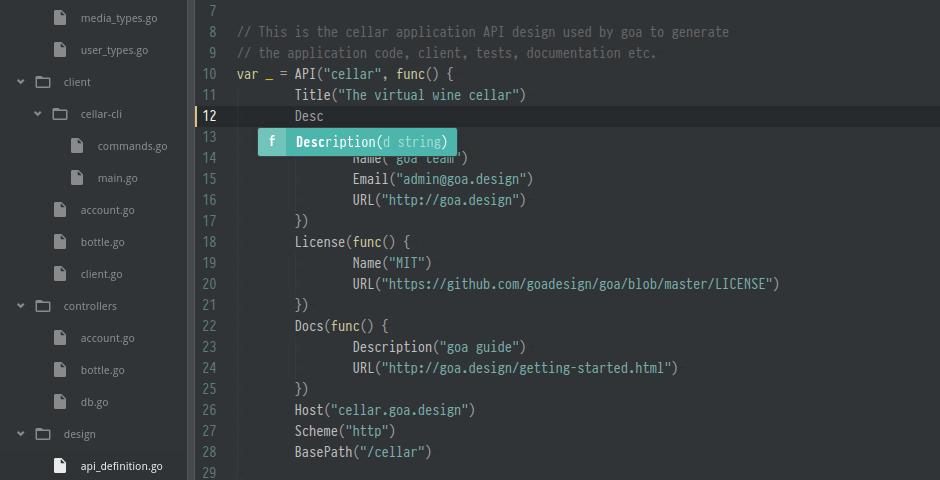 media_types.go
user_types.go
client
cellar-cli
commands.go
main.go
account.go
bottle.go
client.go
controllers
account.go
bottle.go
db.go
design
api_definition.go
7
8 // This is the cellar application API design used by goa to generate
9 // the application code, client, tests, documentation etc.
10 var _ = API("cellar", func() {
11 Title("The virtual wine cellar")
12 Desc
13
f Description(d string)
14 Name("goa team")
15 Email("admin@goa.design")
16 URL("http://goa.design")
17 })
18 License(func() {
19 Name("MIT")
20 URL("https://github.com/goadesign/goa/blob/master/LICENSE")
21 })
22 Docs(func() {
23 Description("goa guide")
24 URL("http://goa.design/getting-started.html")
25 })
26 Host("cellar.goa.design")
27 Scheme("http")
28 BasePath("/cellar")
29